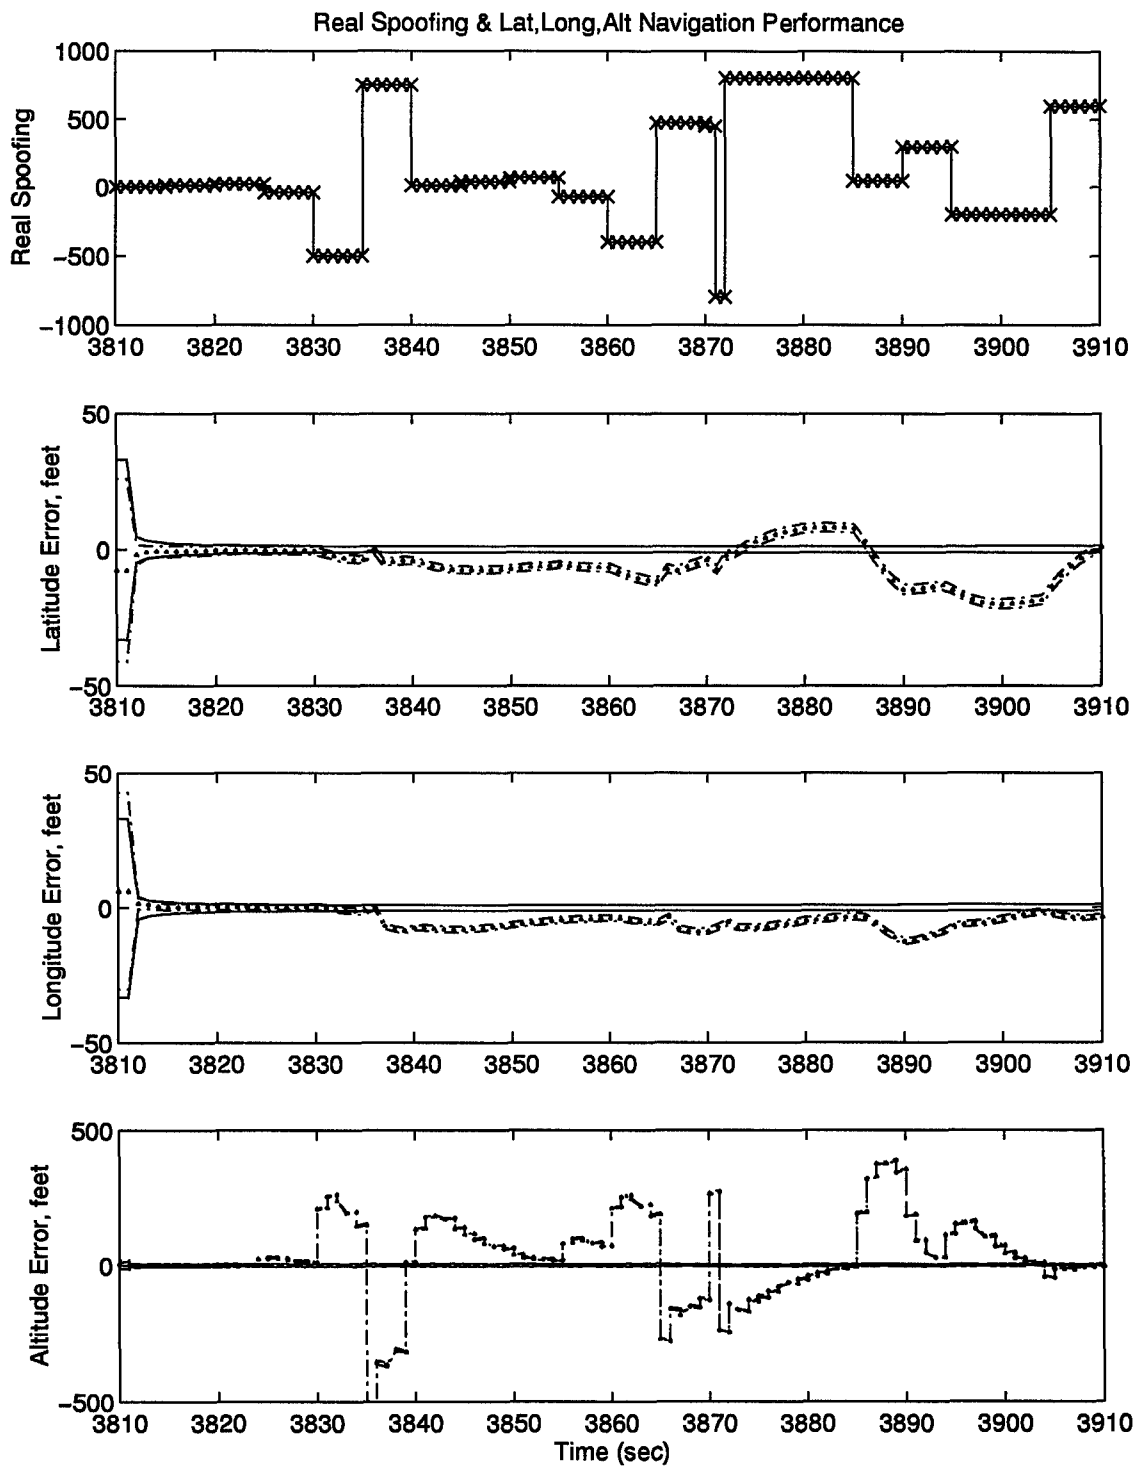 Real Spoofing & Lat,Long,Alt Navigation Performance
Real Spoofing
1000
500
0
−500
−1000
3810 3820 3830 3840 3850 3860 3870 3880 3890 3900 3910
Latitude Error, feet
50
0
−50
3810 3820 3830 3840 3850 3860 3870 3880 3890 3900 3910
Longitude Error, feet
50
0
−50
3810 3820 3830 3840 3850 3860 3870 3880 3890 3900 3910
Altitude Error, feet
500
0
−500
3810 3820 3830 3840 3850 3860 3870 3880 3890 3900 3910
Time (sec)